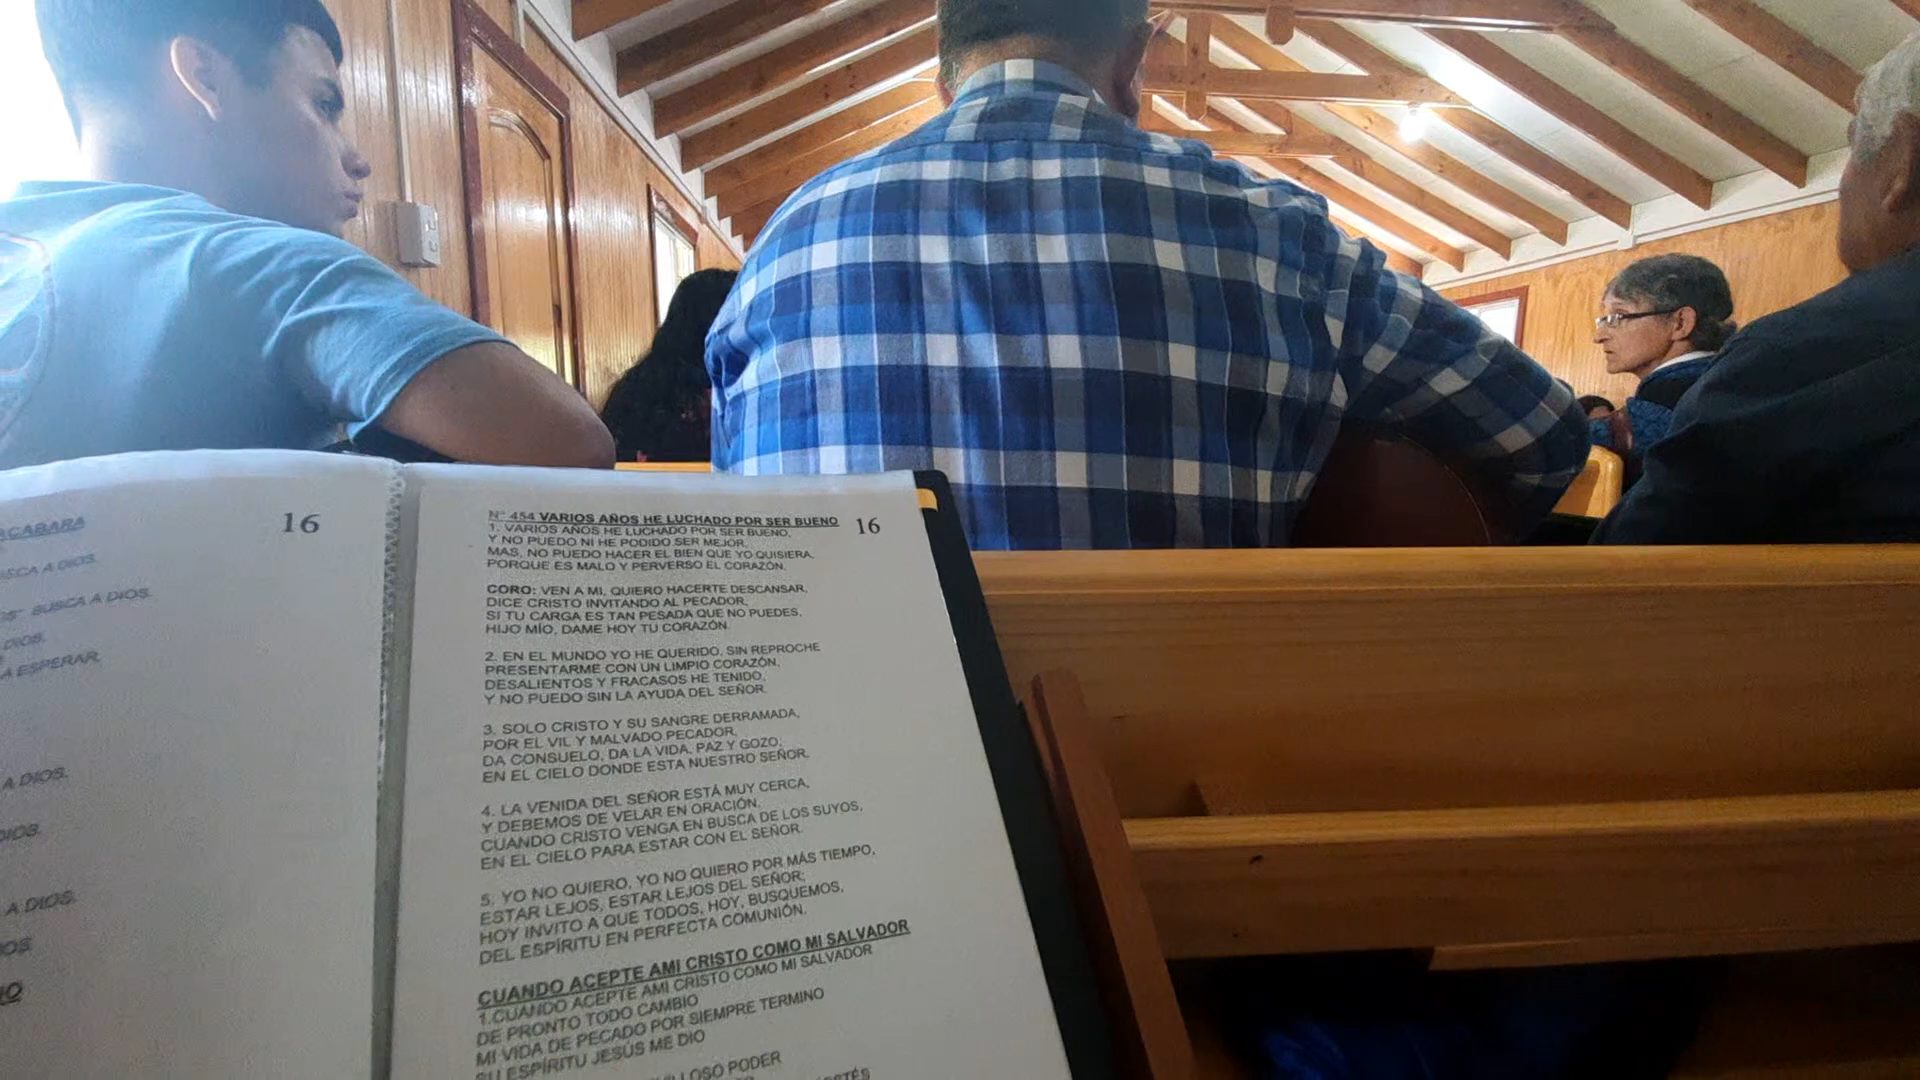 RCABARA
16
BUSCA A DIOS.
DIOS.
A ESPERAR,
A DIOS.
DIOS.
A DIOS.
Nº 454 VARIOS AÑOS HE LUCHADO POR SER BUENO
16
1. VARIOS AÑOS HE LUCHADO POR SER BUENO,
Y NO PUEDO NI HE PODIDO SER MEJOR,
MAS, NO PUEDO HACER EL BIEN QUE YO QUISIERA,
PORQUE ES MALO Y PERVERSO EL CORAZÓN.
CORO: VEN A MI, QUIERO HACERTE DESCANSAR,
DICE CRISTO INVITANDO AL PECADOR,
SI TU CARGA ES TAN PESADA QUE NO PUEDES,
HIJO MÍO, DAME HOY TU CORAZÓN.
2. EN EL MUNDO YO HE QUERIDO, SIN REPROCHE
PRESENTARME CON UN LIMPIO CORAZÓN,
DESALIENTOS Y FRACASOS HE TENIDO,
Y NO PUEDO SIN LA AYUDA DEL SEÑOR.
3. SOLO CRISTO Y SU SANGRE DERRAMADA,
POR EL VIL Y MALVADO PECADOR,
DA CONSUELO, DA LA VIDA, PAZ Y GOZO;
EN EL CIELO DONDE ESTA NUESTRO SEÑOR.
4. LA VENIDA DEL SEÑOR ESTÁ MUY CERCA,
Y DEBEMOS DE VELAR EN ORACIÓN,
CUANDO CRISTO VENGA EN BUSCA DE LOS SUYOS,
EN EL CIELO PARA ESTAR CON EL SEÑOR.
5. YO NO QUIERO, YO NO QUIERO POR MÁS TIEMPO,
ESTAR LEJOS, ESTAR LEJOS DEL SEÑOR;
HOY INVITO A QUE TODOS, HOY, BUSQUEMOS,
DEL ESPÍRITU EN PERFECTA COMUNIÓN.
CUANDO ACEPTE AMI CRISTO COMO MI SALVADOR
1.CUANDO ACEPTE AMI CRISTO COMO MI SALVADOR
DE PRONTO TODO CAMBIO
MI VIDA DE PECADO POR SIEMPRE TERMINO
SU ESPÍRITU JESÚS ME DIO
PODER